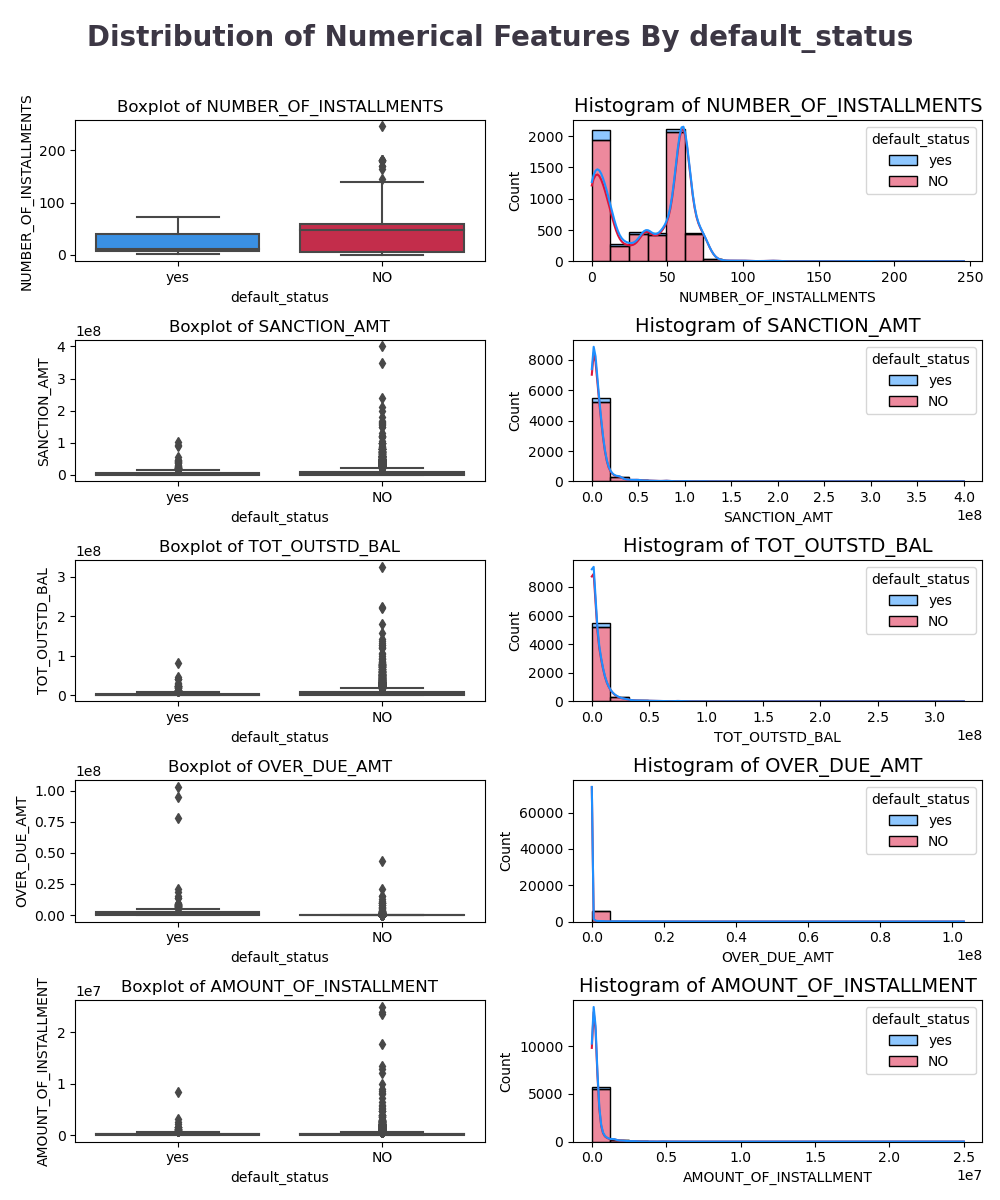 Distribution of Numerical Features By default_status
Boxplot of NUMBER_OF_INSTALLMENTS
NUMBER_OF_INSTALLMENTS
200
100
0
yes NO
default_status
Histogram of NUMBER_OF_INSTALLMENTS
Count
2000
1500
1000
500
0
default_status
yes
NO
0 50 100 150 200 250
NUMBER_OF_INSTALLMENTS
Boxplot of SANCTION_AMT
1e8
SANCTION_AMT
4
3
2
1
0
yes NO
default_status
Histogram of SANCTION_AMT
Count
8000
6000
4000
2000
0
default_status
yes
NO
0.0 0.5 1.0 1.5 2.0 2.5 3.0 3.5 4.0
1e8
SANCTION_AMT
Boxplot of TOT_OUTSTD_BAL
1e8
TOT_OUTSTD_BAL
3
2
1
0
yes NO
default_status
Histogram of TOT_OUTSTD_BAL
Count
8000
6000
4000
2000
0
default_status
yes
NO
0.0 0.5 1.0 1.5 2.0 2.5 3.0
1e8
TOT_OUTSTD_BAL
Boxplot of OVER_DUE_AMT
1e8
OVER_DUE_AMT
1.00
0.75
0.50
0.25
0.00
yes NO
default_status
Histogram of OVER_DUE_AMT
Count
60000
40000
20000
0
default_status
yes
NO
0.0 0.2 0.4 0.6 0.8 1.0
1e8
OVER_DUE_AMT
Boxplot of AMOUNT_OF_INSTALLMENT
1e7
AMOUNT_OF_INSTALLMENT
2
1
0
yes NO
default_status
Histogram of AMOUNT_OF_INSTALLMENT
Count
10000
5000
0
default_status
yes
NO
0.0 0.5 1.0 1.5 2.0 2.5
1e7
AMOUNT_OF_INSTALLMENT